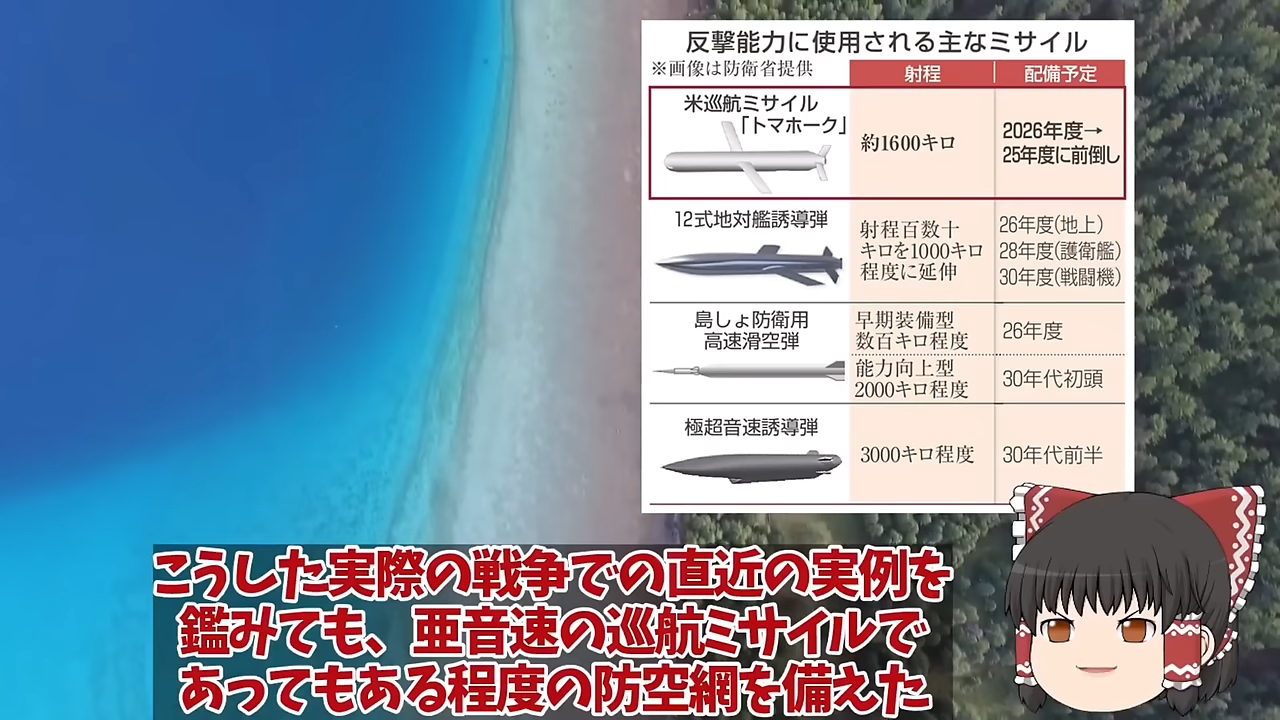 反撃能力に使用される主なミサイル
※画像は防衛省提供
射程
配備予定
米巡航ミサイル
「トマホーク」
約1600キロ
2026年度→
25年度に前倒し
12式地対艦誘導弾
射程百数十
キロを1000キロ
程度に延伸
26年度(地上)
28年度(護衛艦)
30年度(戦闘機)
島しょ防衛用
高速滑空弾
早期装備型
数百キロ程度
26年度
能力向上型
2000キロ程度
30年代初頭
極超音速誘導弾
3000キロ程度
30年代前半
こうした実際の戦争での直近の実例を
鑑みても、亜音速の巡航ミサイルで
あってもある程度の防空網を備えた